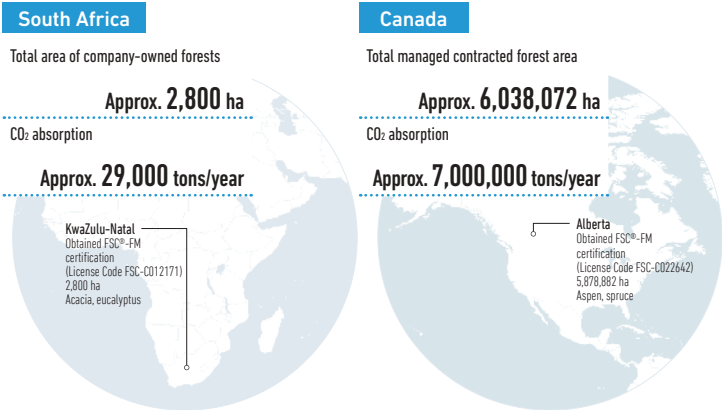 South Africa
Total area of company-owned forests
Approx. 2,800 ha
CO₂ absorption
Approx. 29,000 tons/year
KwaZulu-Natal
Obtained FSC®-FM
certification
(License Code FSC-C012171)
2,800 ha
Acacia, eucalyptus
Canada
Total managed contracted forest area
Approx. 6,038,072 ha
CO₂ absorption
Approx. 7,000,000 tons/year
Alberta
Obtained FSC®-FM
certification
(License Code FSC-C022642)
5,878,882 ha
Aspen, spruce